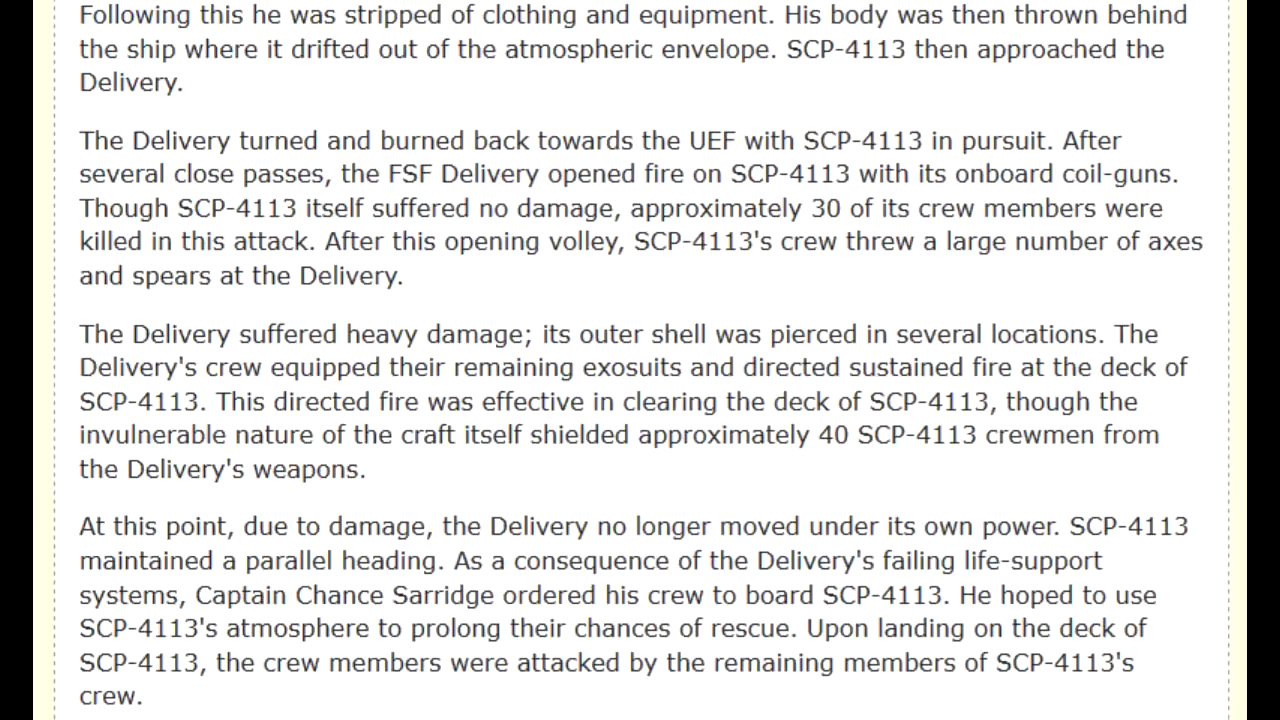 Following this he was stripped of clothing and equipment. His body was then thrown behind
the ship where it drifted out of the atmospheric envelope. SCP-4113 then approached the
Delivery.
The Delivery turned and burned back towards the UEF with SCP-4113 in pursuit. After
several close passes, the FSF Delivery opened fire on SCP-4113 with its onboard coil-guns.
Though SCP-4113 itself suffered no damage, approximately 30 of its crew members were
killed in this attack. After this opening volley, SCP-4113's crew threw a large number of axes
and spears at the Delivery.
The Delivery suffered heavy damage; its outer shell was pierced in several locations. The
Delivery's crew equipped their remaining exosuits and directed sustained fire at the deck of
SCP-4113. This directed fire was effective in clearing the deck of SCP-4113, though the
invulnerable nature of the craft itself shielded approximately 40 SCP-4113 crewmen from
the Delivery's weapons.
At this point, due to damage, the Delivery no longer moved under its own power. SCP-4113
maintained a parallel heading. As a consequence of the Delivery's failing life-support
systems, Captain Chance Sarridge ordered his crew to board SCP-4113. He hoped to use
SCP-4113's atmosphere to prolong their chances of rescue. Upon landing on the deck of
SCP-4113, the crew members were attacked by the remaining members of SCP-4113's
crew.